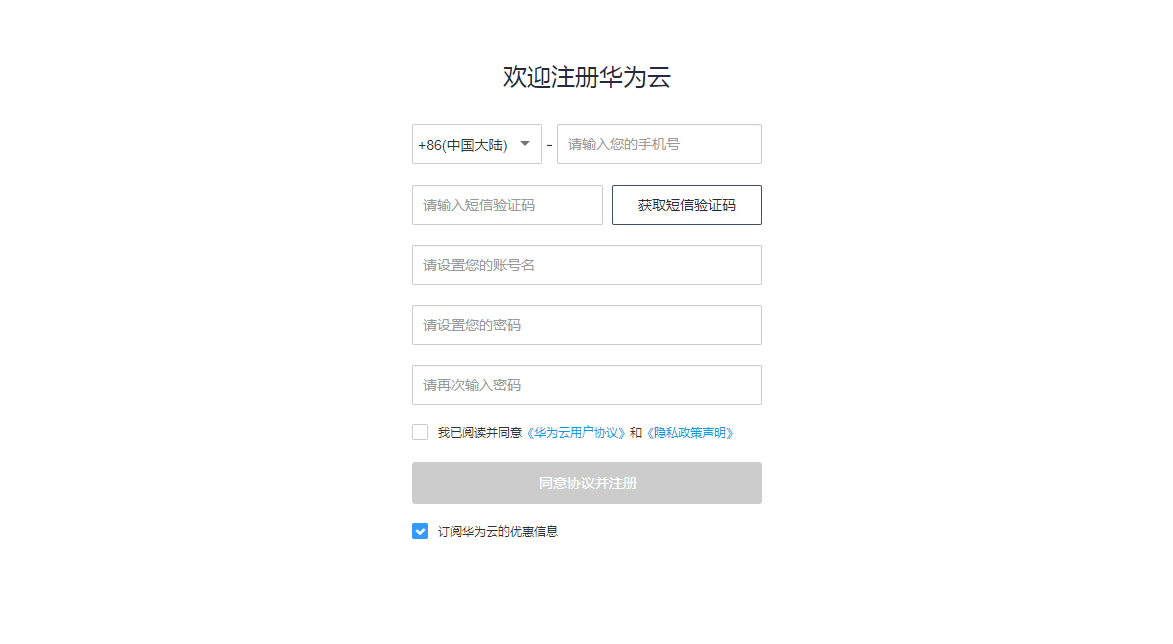 欢迎注册华为云
+86(中国大陆) - 请输入您的手机号
请输入短信验证码 获取短信验证码
请设置您的账号名
请设置您的密码
请再次输入密码
我已阅读并同意《华为云用户协议》和《隐私政策声明》
同意协议并注册
订阅华为云的优惠信息